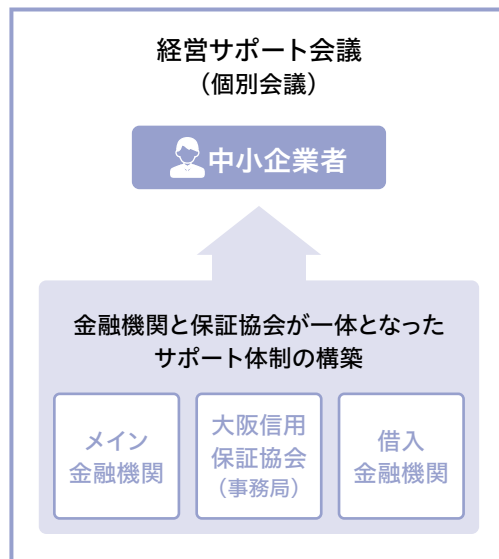 経営サポート会議
（個別会議）
中小企業者
金融機関と保証協会が一体となった
サポート体制の構築
メイン
金融機関
大阪信用
保証協会
（事務局）
借入
金融機関